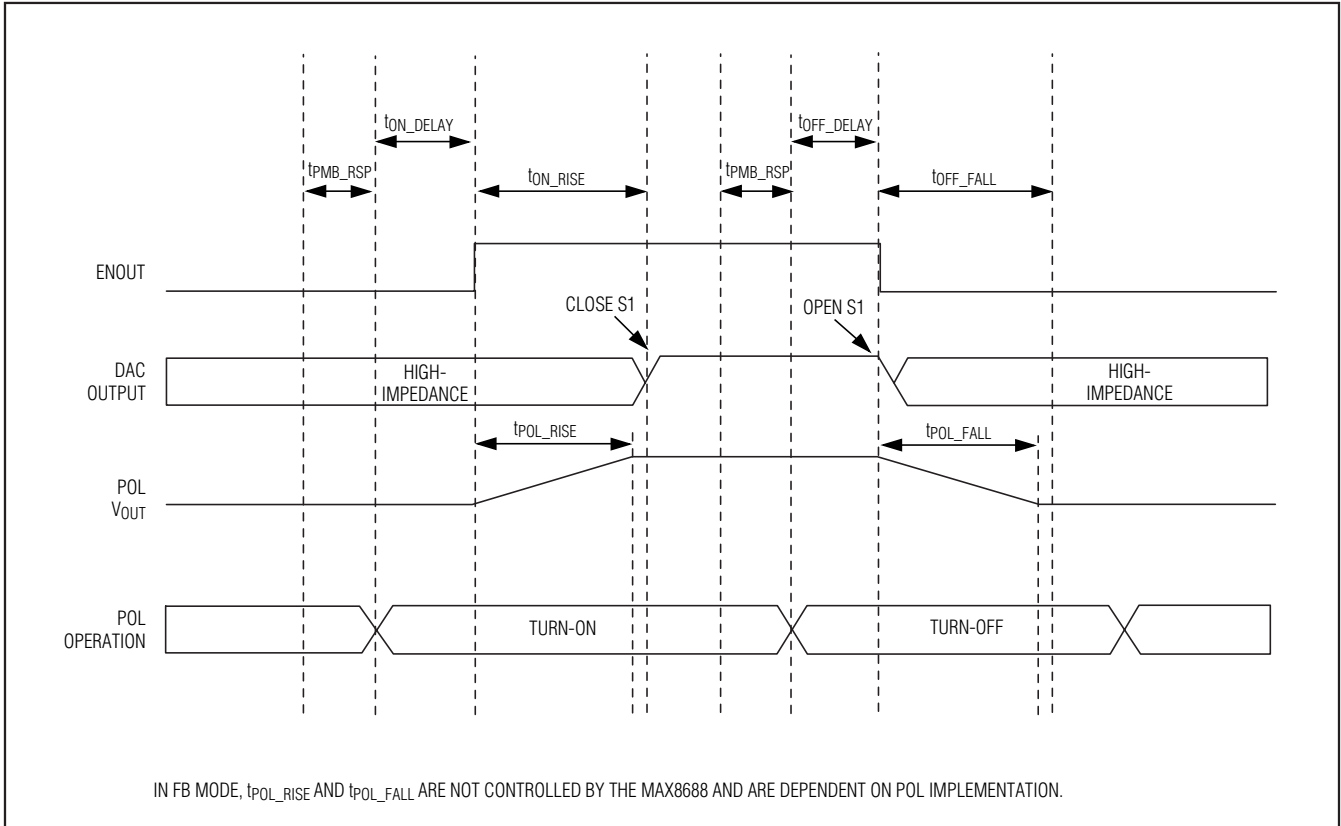 tON_DELAY
tOFF_DELAY
tPMB_RSP
tON_RISE
tPMB_RSP
tOFF_FALL
ENOUT
CLOSE S1
OPEN S1
DAC
OUTPUT
HIGH-
IMPEDANCE
HIGH-
IMPEDANCE
tPOL_RISE
tPOL_FALL
POL
VOUT
POL
OPERATION
TURN-ON
TURN-OFF
IN FB MODE, tPOL_RISE AND tPOL_FALL ARE NOT CONTROLLED BY THE MAX8688 AND ARE DEPENDENT ON POL IMPLEMENTATION.